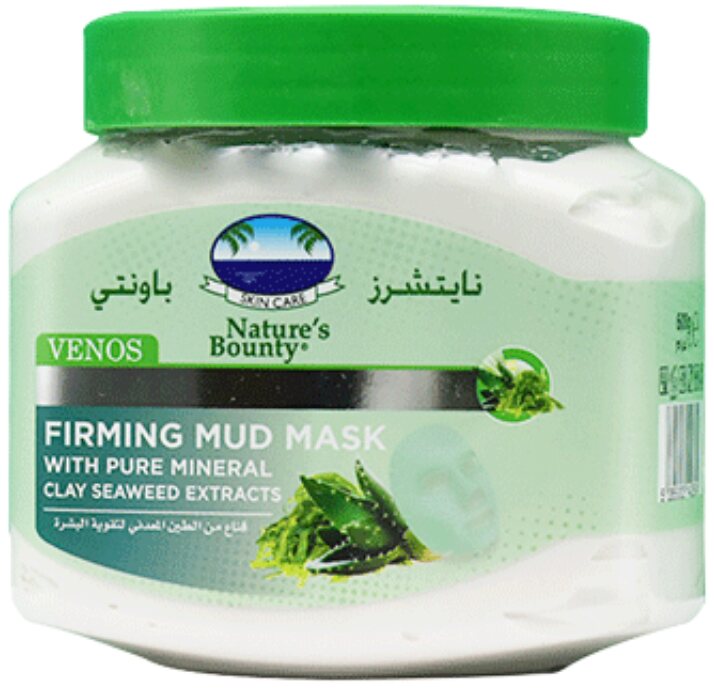 باونتي
نايتشرز
SKIN CARE
Nature's
Bounty®
VENOS
FIRMING MUD MASK
WITH PURE MINERAL
CLAY SEAWEED EXTRACTS
قناع من الطين المعدني لتقوية البشرة